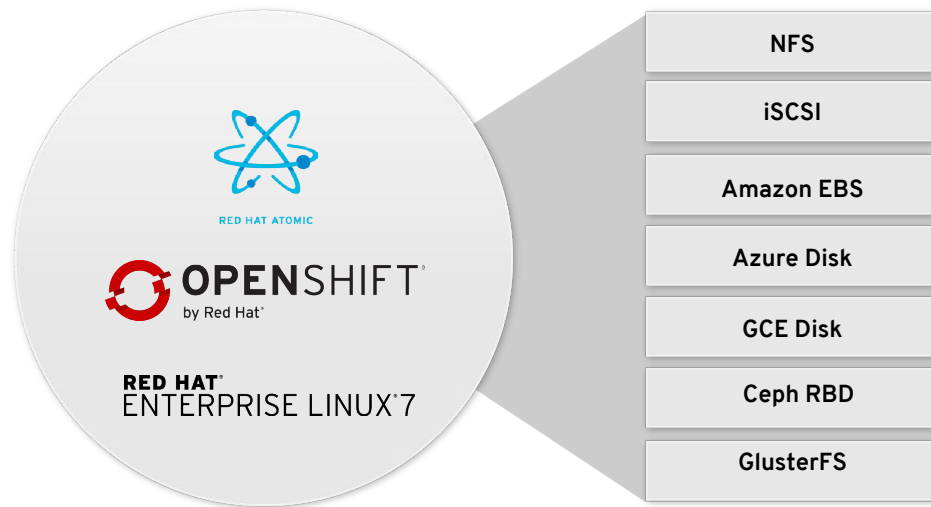 RED HAT ATOMIC
OPENSHIFT®
by Red Hat®
RED HAT®
ENTERPRISE LINUX®7
NFS
iSCSI
Amazon EBS
Azure Disk
GCE Disk
Ceph RBD
GlusterFS